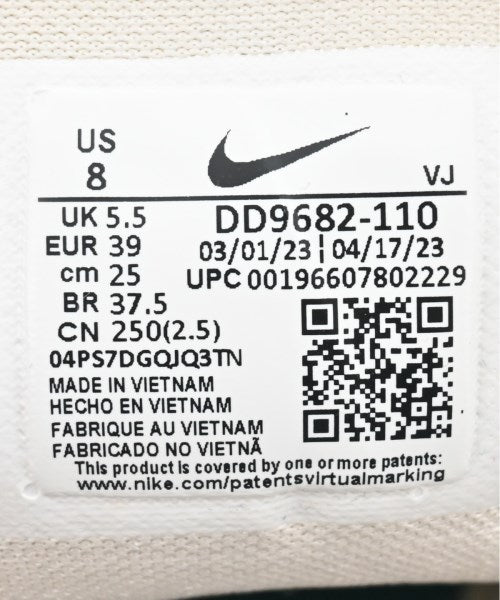 US
8
VJ
UK 5.5
EUR 39
cm 25
BR 37.5
CN 250(2.5)
04PS7DGQJQ3TN
DD9682-110
03/01/23 | 04/17/23
UPC 00196607802229
MADE IN VIETNAM
HECHO EN VIETNAM
FABRIQUE AU VIETNAM
FABRICADO NO VIETNÃ
This product is covered by one or more patents:
www.nike.com/patentsvirtualmarking